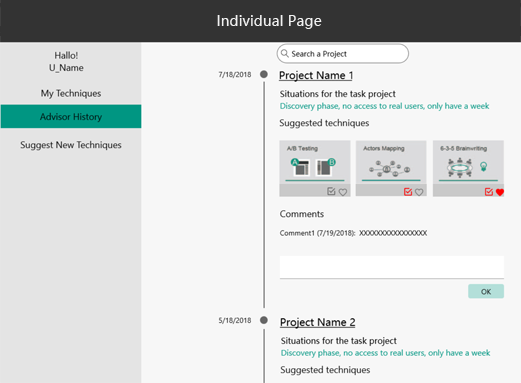 Individual Page
Hallo!
U_Name
My Techniques
Advisor History
Suggest New Techniques
Search a Project
7/18/2018
Project Name 1
Situations for the task project
Discovery phase, no access to real users, only have a week
Suggested techniques
A/B Testing
A
B
Actors Mapping
6-3-5 Brainwriting
Comments
Comment1 (7/19/2018): XXXXXXXXXXXXXXXXX
OK
5/18/2018
Project Name 2
Situations for the task project
Discovery phase, no access to real users, only have a week
Suggested techniques